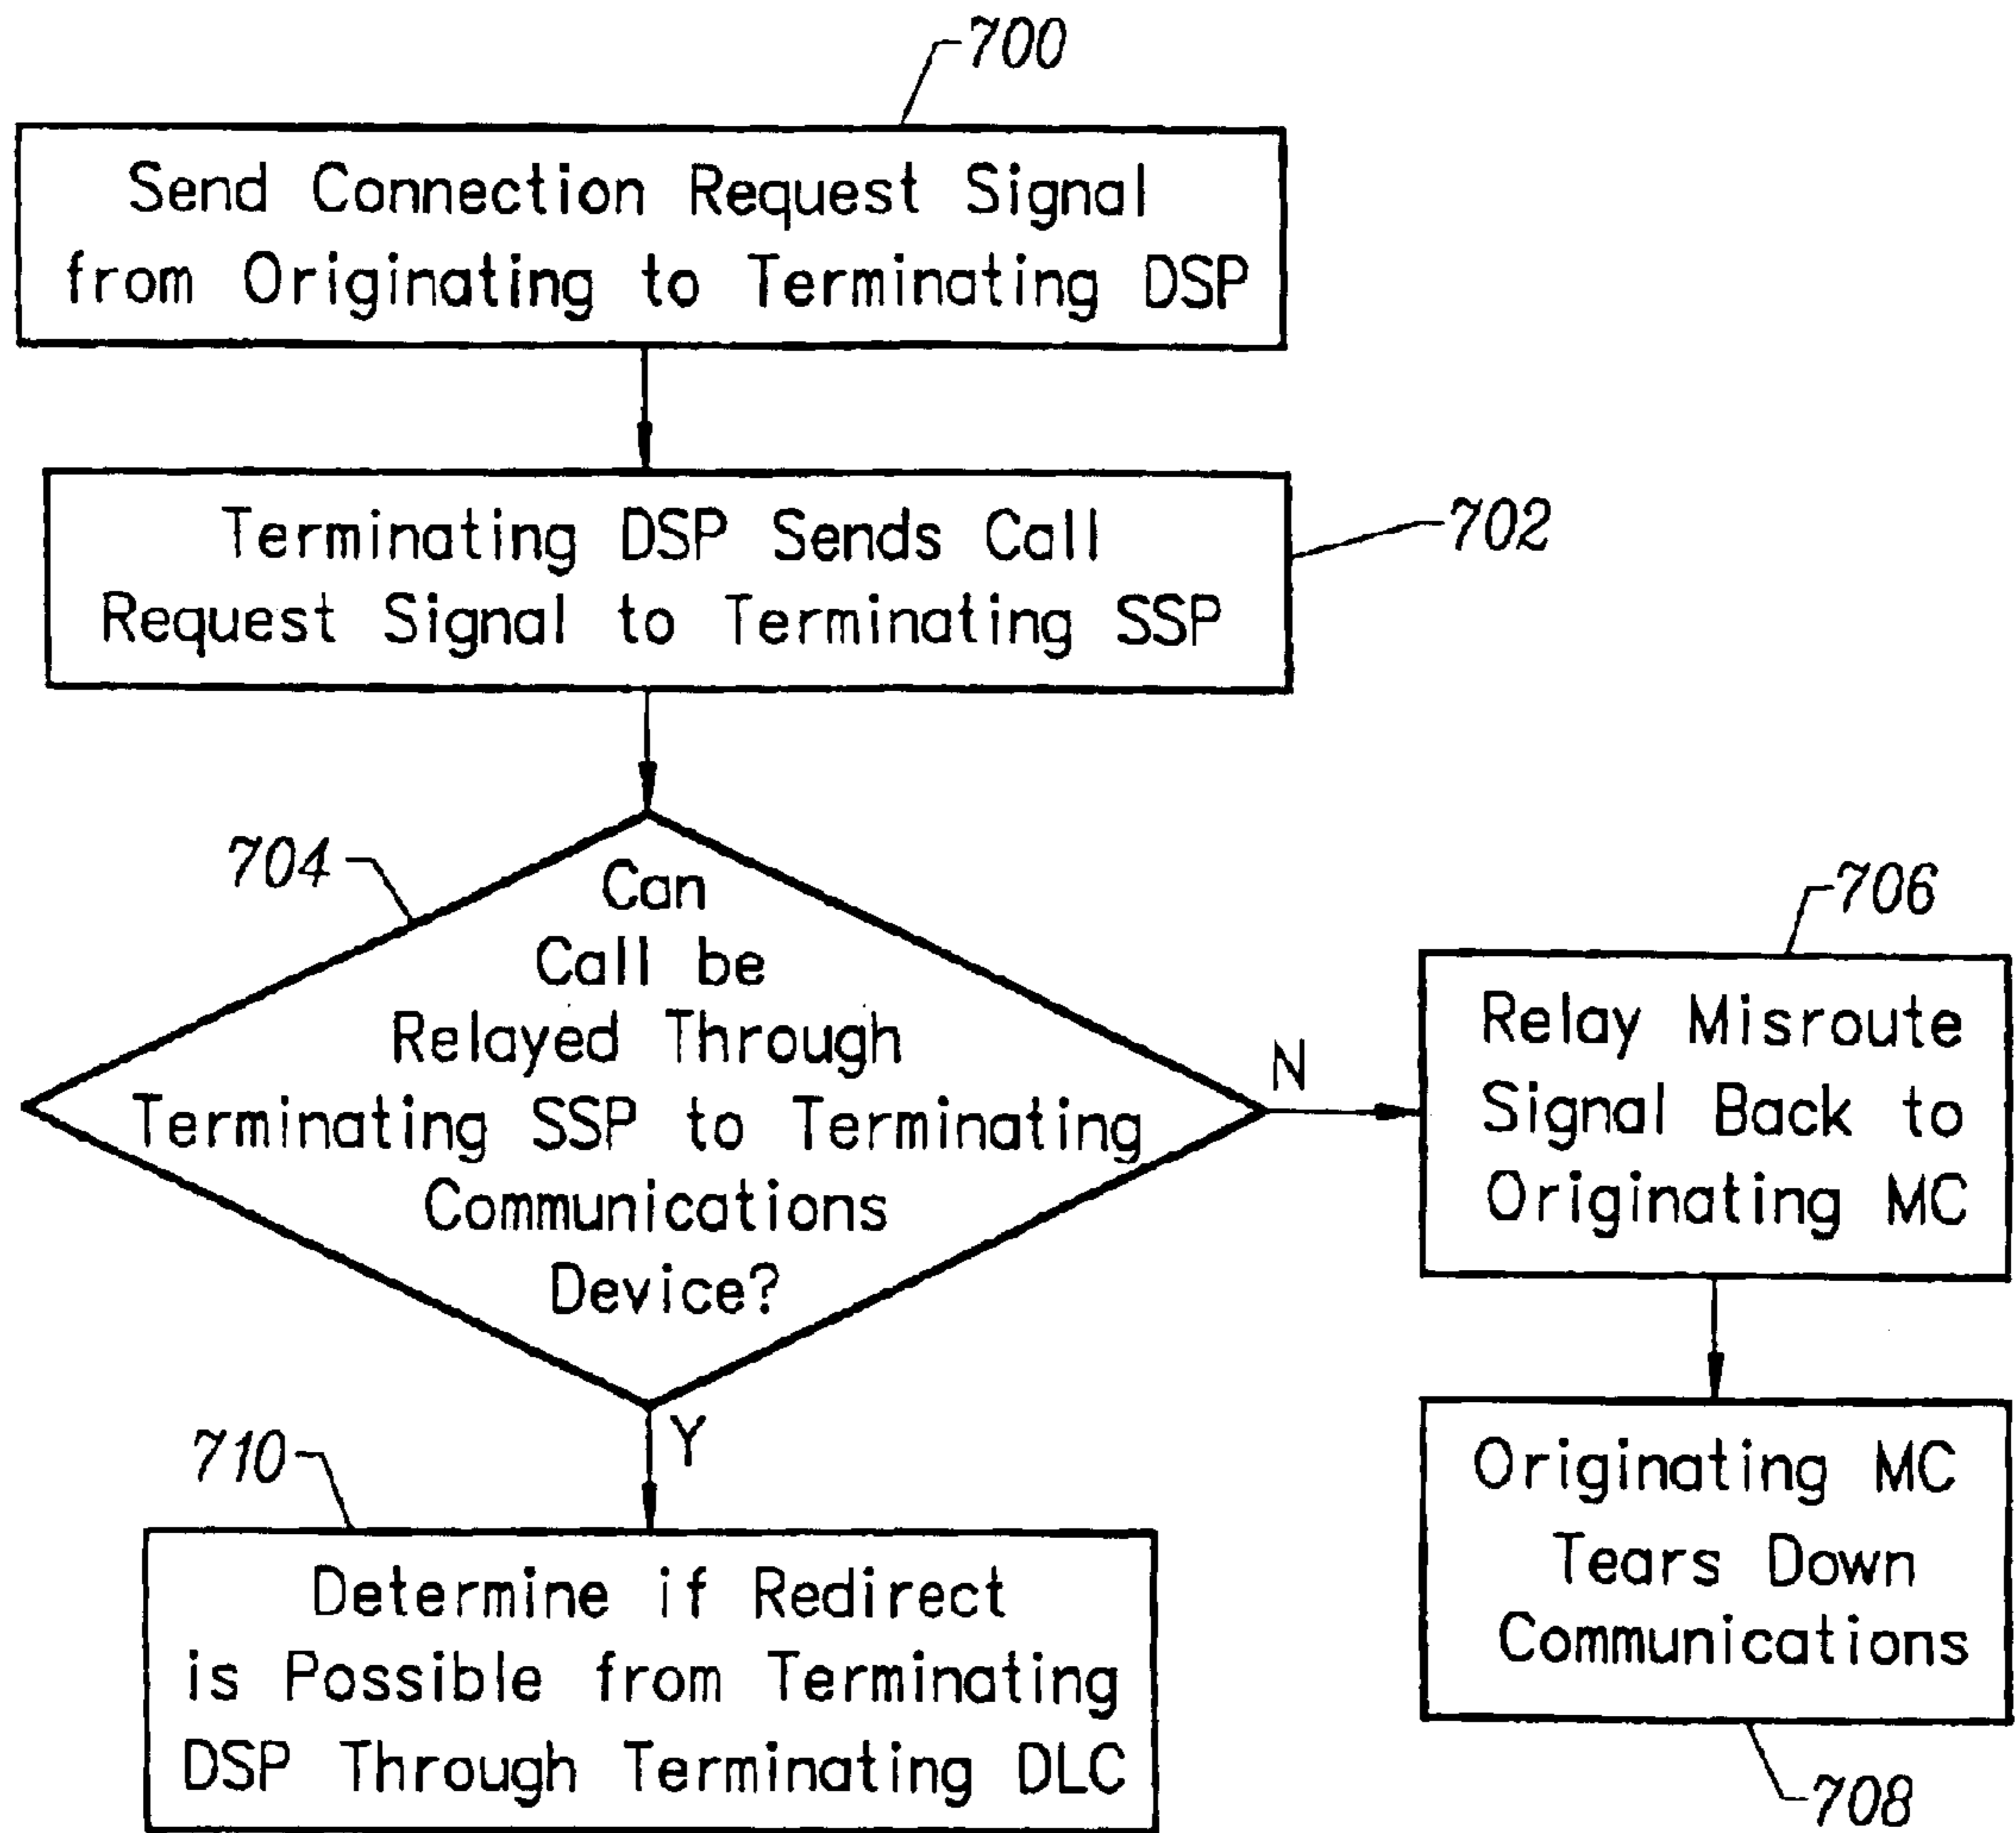 700
Send Connection Request Signal
from Originating to Terminating DSP
702
Terminating DSP Sends Call
Request Signal to Terminating SSP
704
Can
Call be
Relayed Through
Terminating SSP to Terminating
Communications
Device?
N
706
Relay Misroute
Signal Back to
Originating MC
Y
710
Determine if Redirect
is Possible from Terminating
DSP Through Terminating DLC
Originating MC
Tears Down
Communications
708